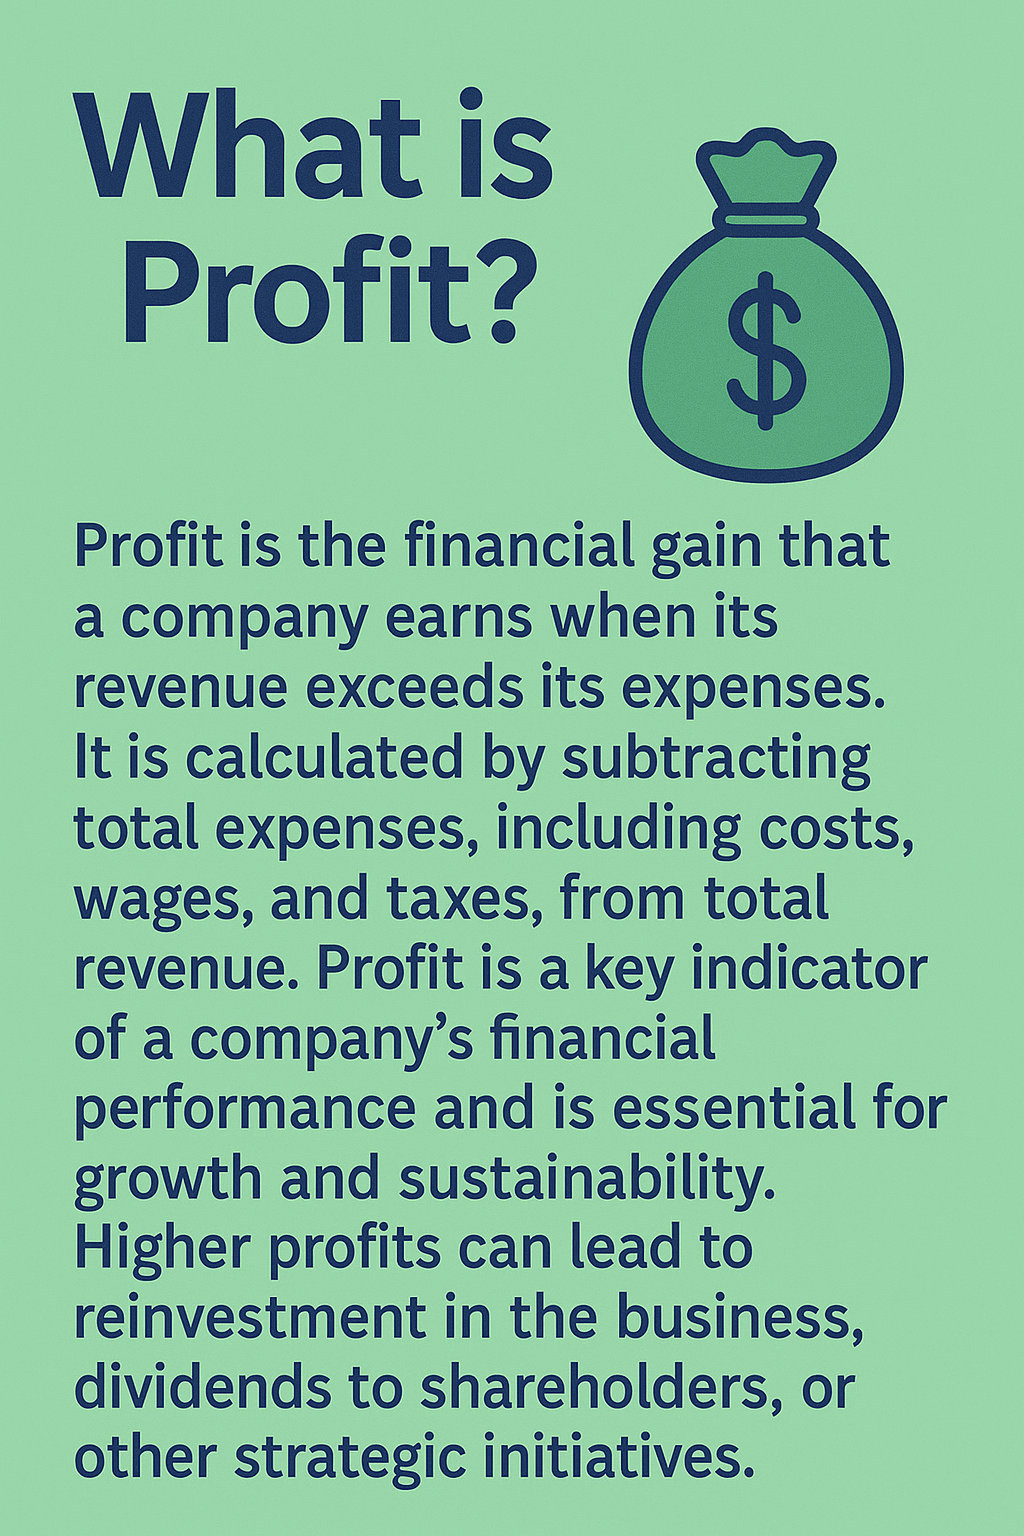 What is
Profit?
$
Profit is the financial gain that
a company earns when its
revenue exceeds its expenses.
It is calculated by subtracting
total expenses, including costs,
wages, and taxes, from total
revenue. Profit is a key indicator
of a company’s financial
performance and is essential for
growth and sustainability.
Higher profits can lead to
reinvestment in the business,
dividends to shareholders, or
other strategic initiatives.